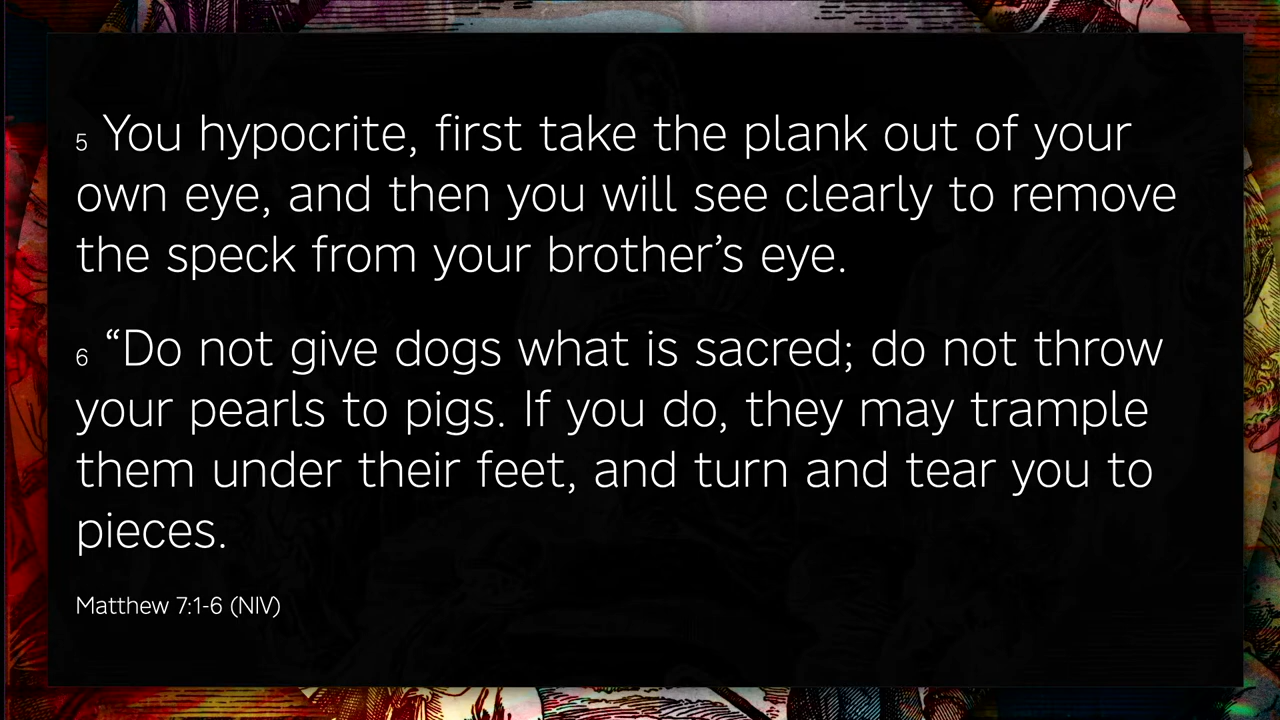 5 You hypocrite, first take the plank out of your
own eye, and then you will see clearly to remove
the speck from your brother’s eye.
6 “Do not give dogs what is sacred; do not throw
your pearls to pigs. If you do, they may trample
them under their feet, and turn and tear you to
pieces.
Matthew 7:1-6 (NIV)